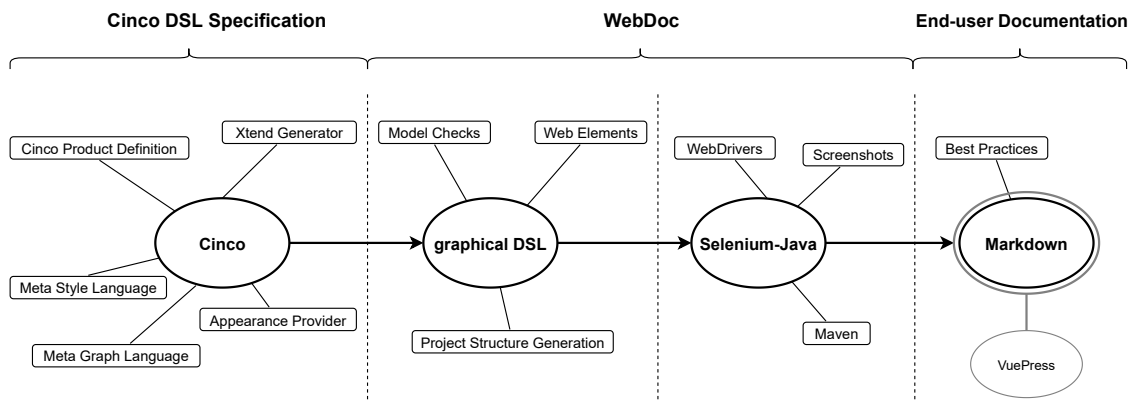 Cinco DSL Specification
WebDoc
End-user Documentation
Cinco Product Definition
Xtend Generator
Cinco
Meta Style Language
Appearance Provider
Meta Graph Language
Model Checks
Web Elements
graphical DSL
Project Structure Generation
WebDrivers
Screenshots
Selenium-Java
Maven
Best Practices
Markdown
VuePress